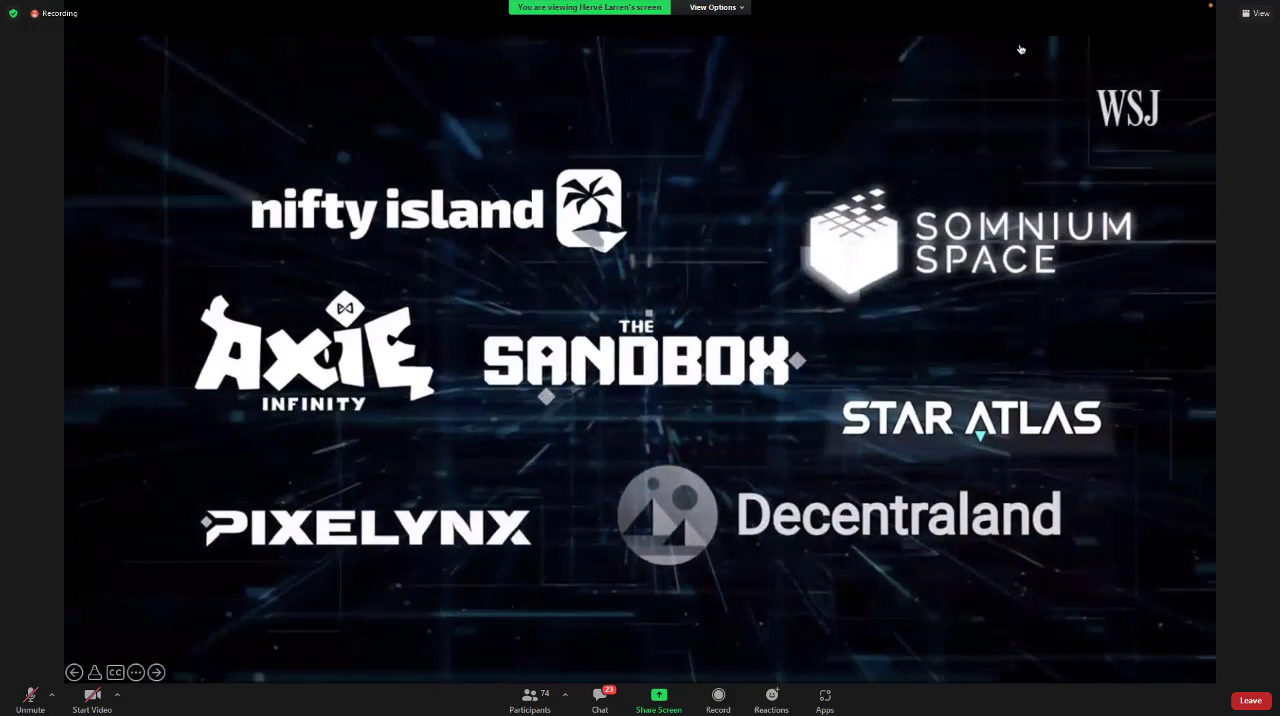 Recording
You are viewing Hervé Larren's screen
View Options
View
WSJ
nifty island
SOMNIUM
SPACE
AXIE
INFINITY
THE
SANDBOX
STAR ATLAS
PIXELYNX
Decentraland
CC
Unmute
Start Video
74
Participants
23
Chat
Share Screen
Record
Reactions
Apps
Leave